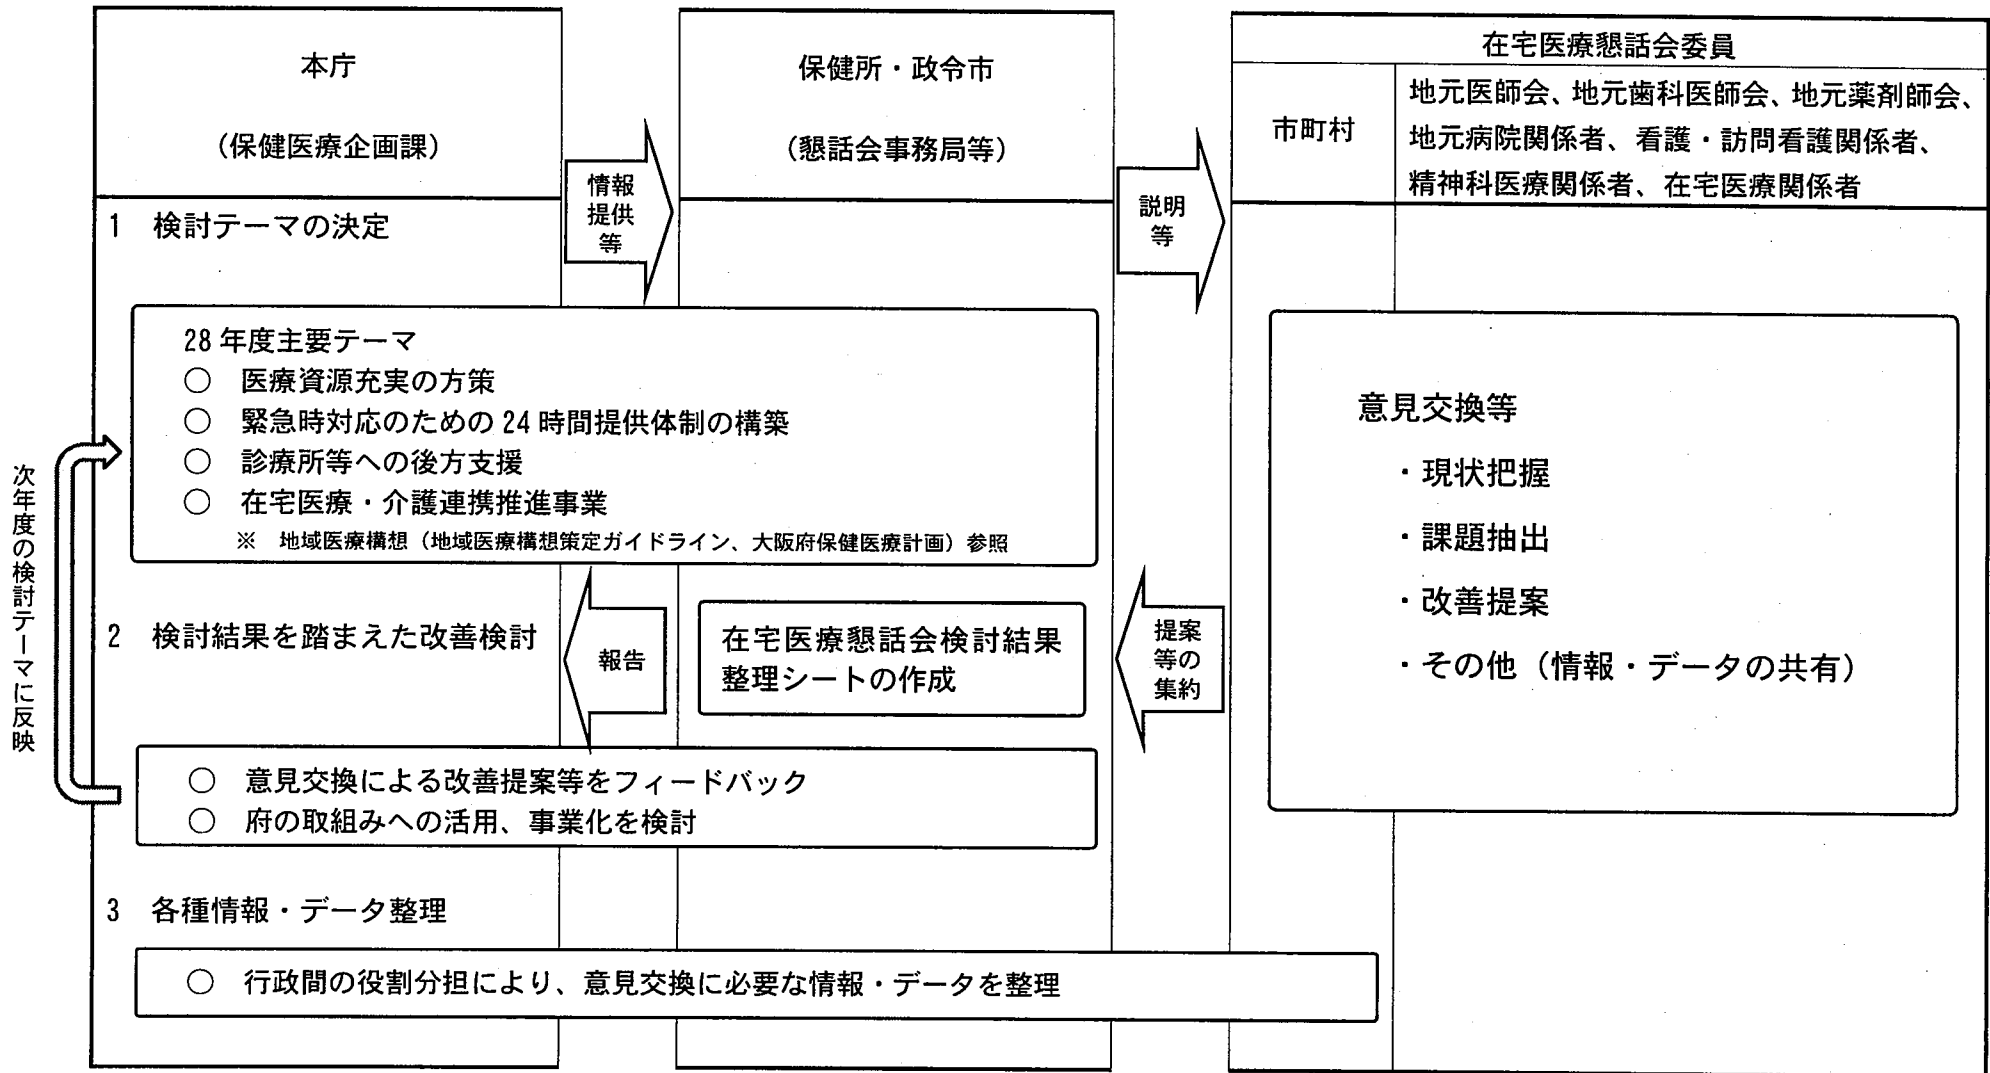 本庁
(保健医療企画課)
保健所・政令市
(懇話会事務局等)
在宅医療懇話会委員
市町村
地元医師会、地元歯科医師会、地元薬剤師会、
地元病院関係者、看護・訪問看護関係者、
精神科医療関係者、在宅医療関係者
情報
提供
等
説明
等
1 検討テーマの決定
28年度主要テーマ
○ 医療資源充実の方策
○ 緊急時対応のための24時間提供体制の構築
○ 診療所等への後方支援
○ 在宅医療・介護連携推進事業
※ 地域医療構想（地域医療構想策定ガイドライン、大阪府保健医療計画）参照
意見交換等
・現状把握
・課題抽出
・改善提案
・その他（情報・データの共有）
次年度の検討テーマに反映
2 検討結果を踏まえた改善検討
報告
在宅医療懇話会検討結果
整理シートの作成
提案
等の
集約
○ 意見交換による改善提案等をフィードバック
○ 府の取組みへの活用、事業化を検討
3 各種情報・データ整理
○ 行政間の役割分担により、意見交換に必要な情報・データを整理